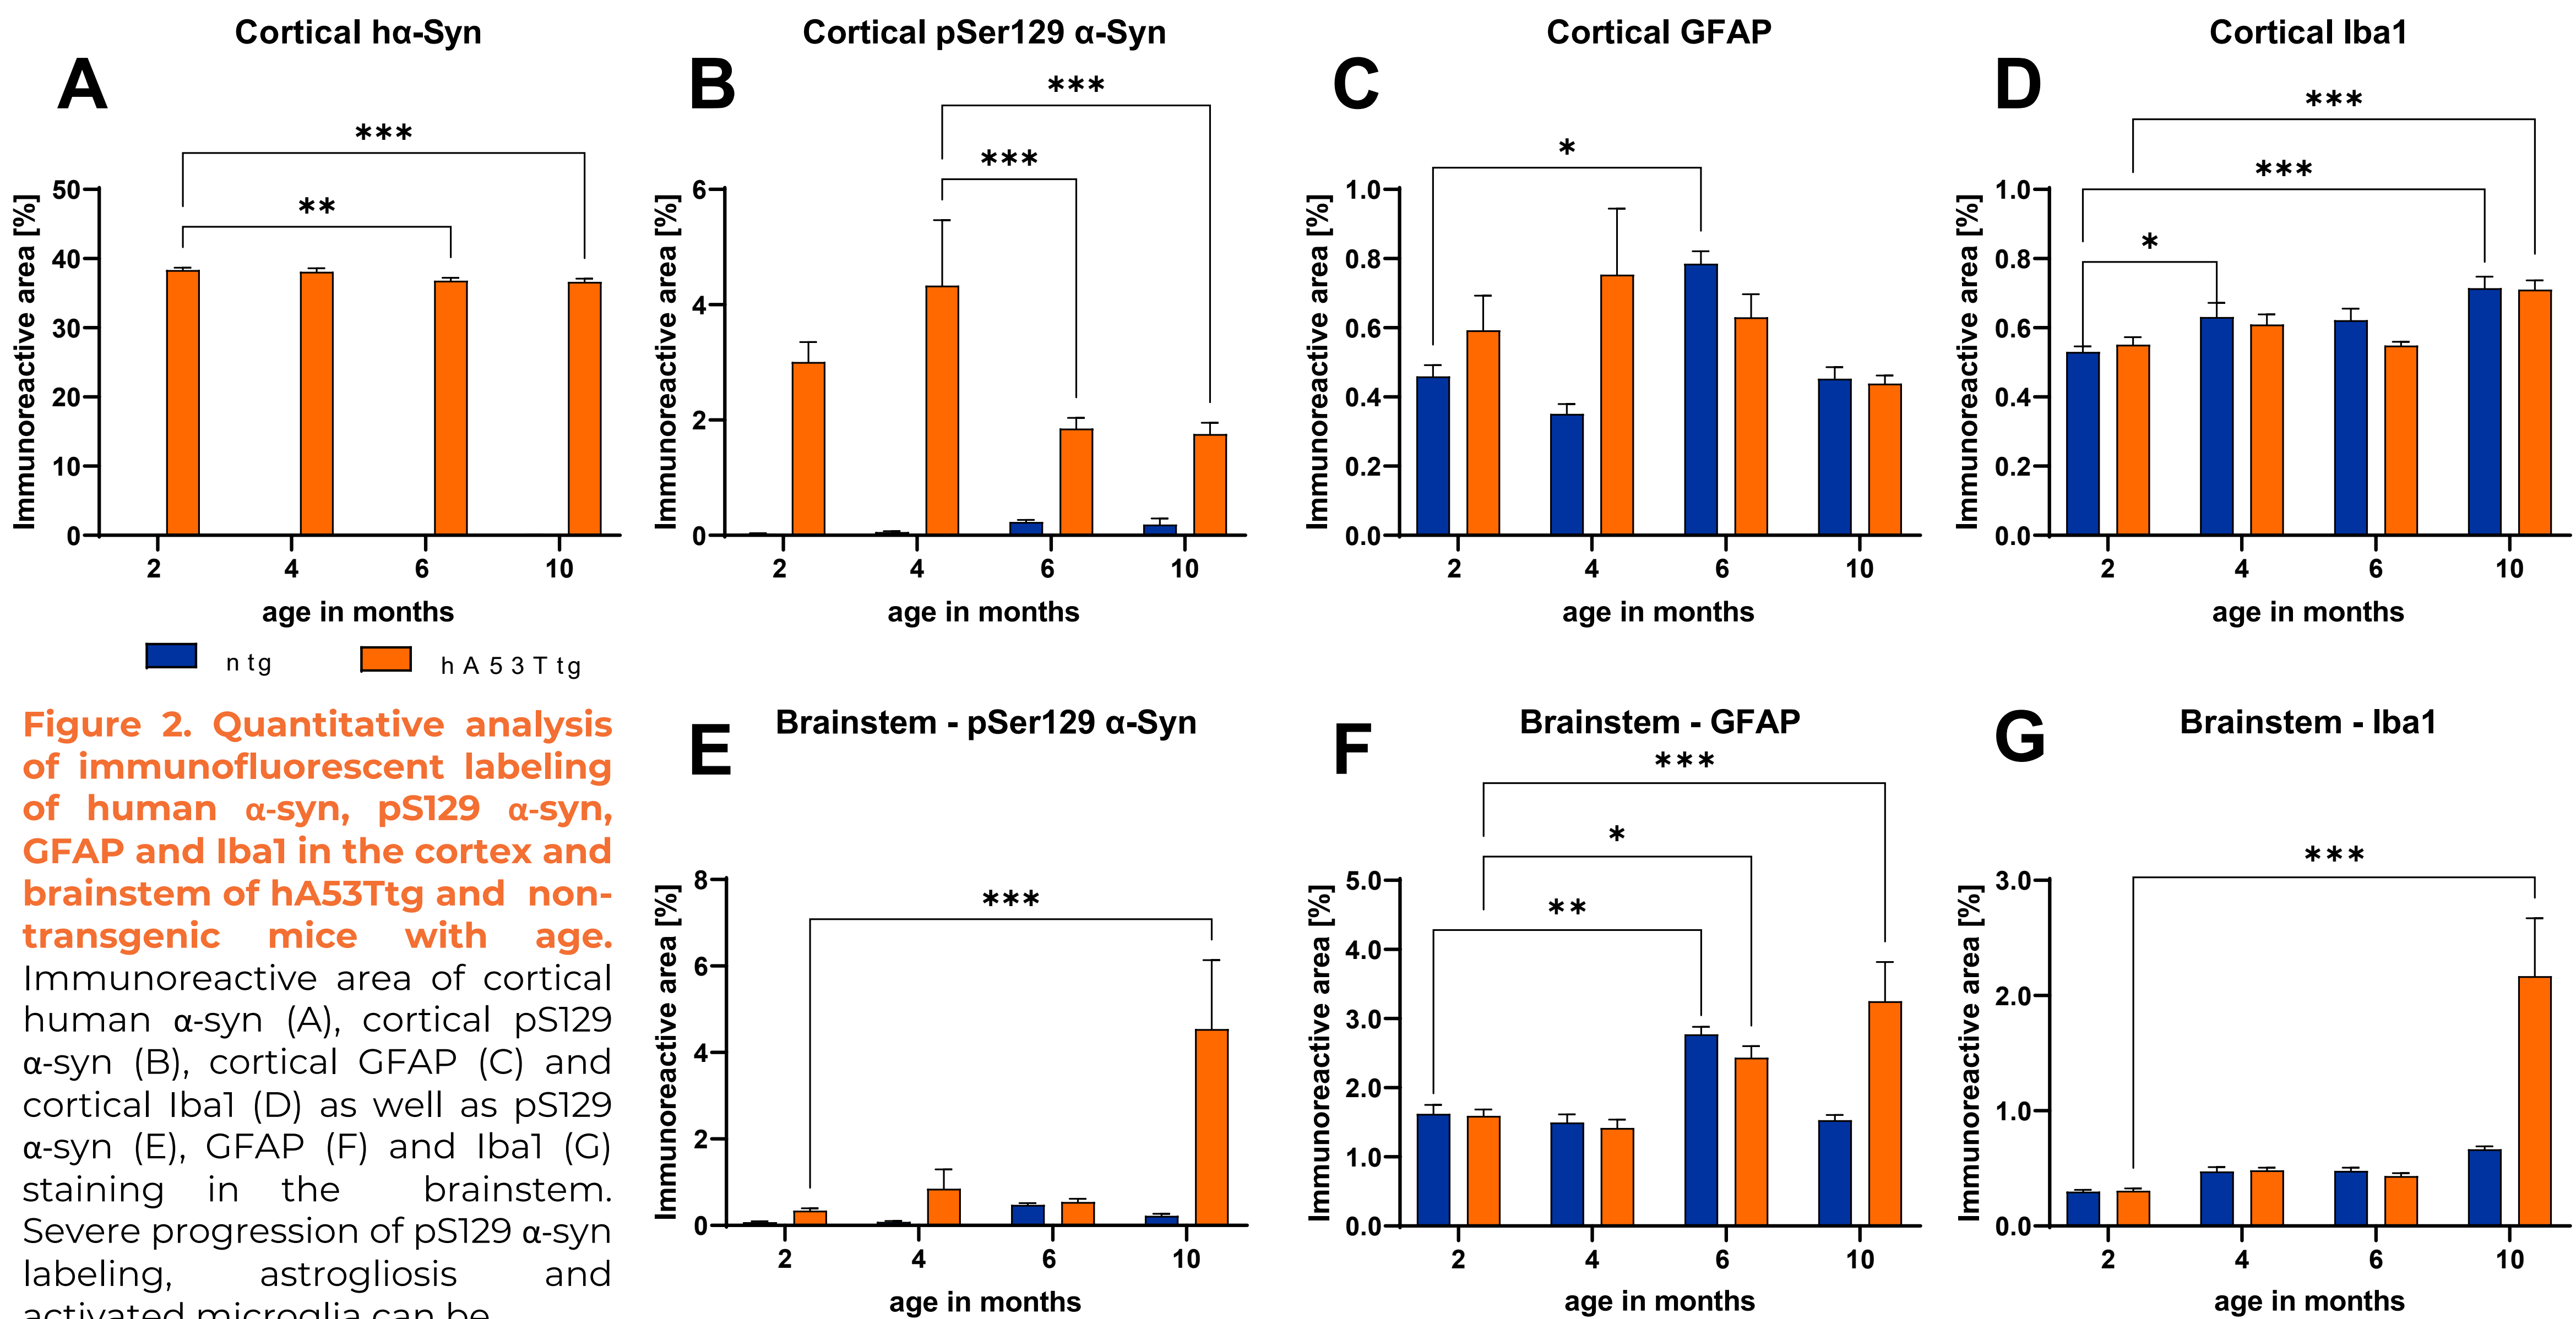 Cortical hα-Syn
A
***
**
Immunoreactive area [%]
50
40
30
20
10
0
2 4 6 10
age in months
ntg hA53Ttg
Cortical pSer129 α-Syn
B
***
***
Immunoreactive area [%]
6
4
2
0
2 4 6 10
age in months
Cortical GFAP
C
*
Immunoreactive area [%]
1.0
0.8
0.6
0.4
0.2
0.0
2 4 6 10
age in months
Cortical Iba1
D
***
***
*
Immunoreactive area [%]
1.0
0.8
0.6
0.4
0.2
0.0
2 4 6 10
age in months
Figure 2. Quantitative analysis
of immunofluorescent labeling
of human α-syn, pS129 α-syn,
GFAP and Iba1 in the cortex and
brainstem of hA53Ttg and non-
transgenic mice with age.
Immunoreactive area of cortical
human α-syn (A), cortical pS129
α-syn (B), cortical GFAP (C) and
cortical Iba1 (D) as well as pS129
α-syn (E), GFAP (F) and Iba1 (G)
staining in the brainstem.
Severe progression of pS129 α-syn
labeling, astrogliosis and
activated microglia can be
Brainstem - pSer129 α-Syn
E
***
Immunoreactive area [%]
8
6
4
2
0
2 4 6 10
age in months
Brainstem - GFAP
F
***
*
**
Immunoreactive area [%]
5.0
4.0
3.0
2.0
1.0
0.0
2 4 6 10
age in months
Brainstem - Iba1
G
***
Immunoreactive area [%]
3.0
2.0
1.0
0.0
2 4 6 10
age in months